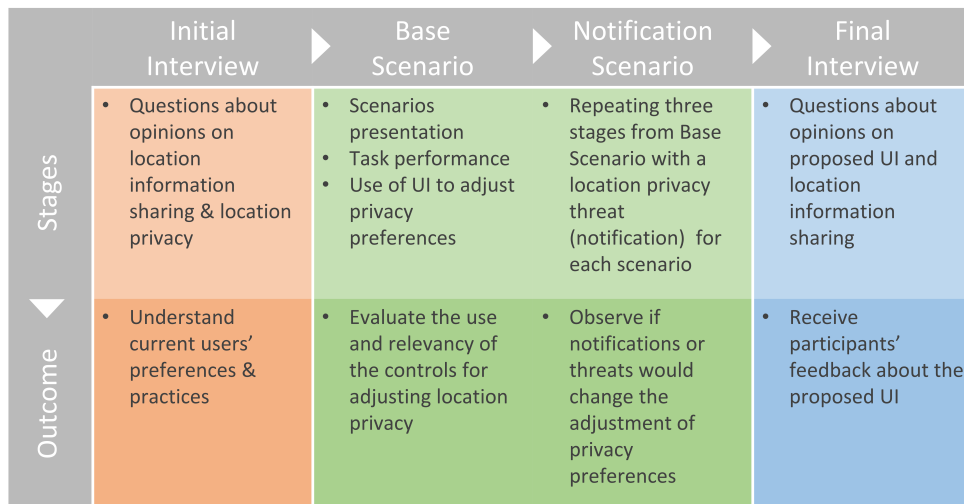 Initial
Interview
Base
Scenario
Notification
Scenario
Final
Interview
Stages
• Questions about
opinions on
location
information
sharing & location
privacy
• Scenarios
presentation
• Task performance
• Use of UI to adjust
privacy
preferences
• Repeating three
stages from Base
Scenario with a
location privacy
threat
(notification) for
each scenario
• Questions about
opinions on
proposed UI and
location
information
sharing
Outcome
• Understand
current users’
preferences &
practices
• Evaluate the use
and relevancy of
the controls for
adjusting location
privacy
• Observe if
notifications or
threats would
change the
adjustment of
privacy
preferences
• Receive
participants’
feedback about the
proposed UI